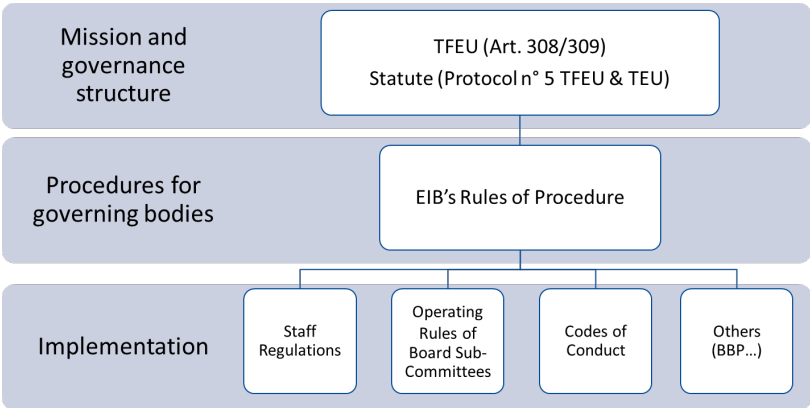 Mission and
governance
structure
TFEU (Art. 308/309)
Statute (Protocol n° 5 TFEU & TEU)
Procedures for
governing bodies
EIB's Rules of Procedure
Implementation
Staff
Regulations
Operating
Rules of
Board Sub-
Committees
Codes of
Conduct
Others
(BBP...)